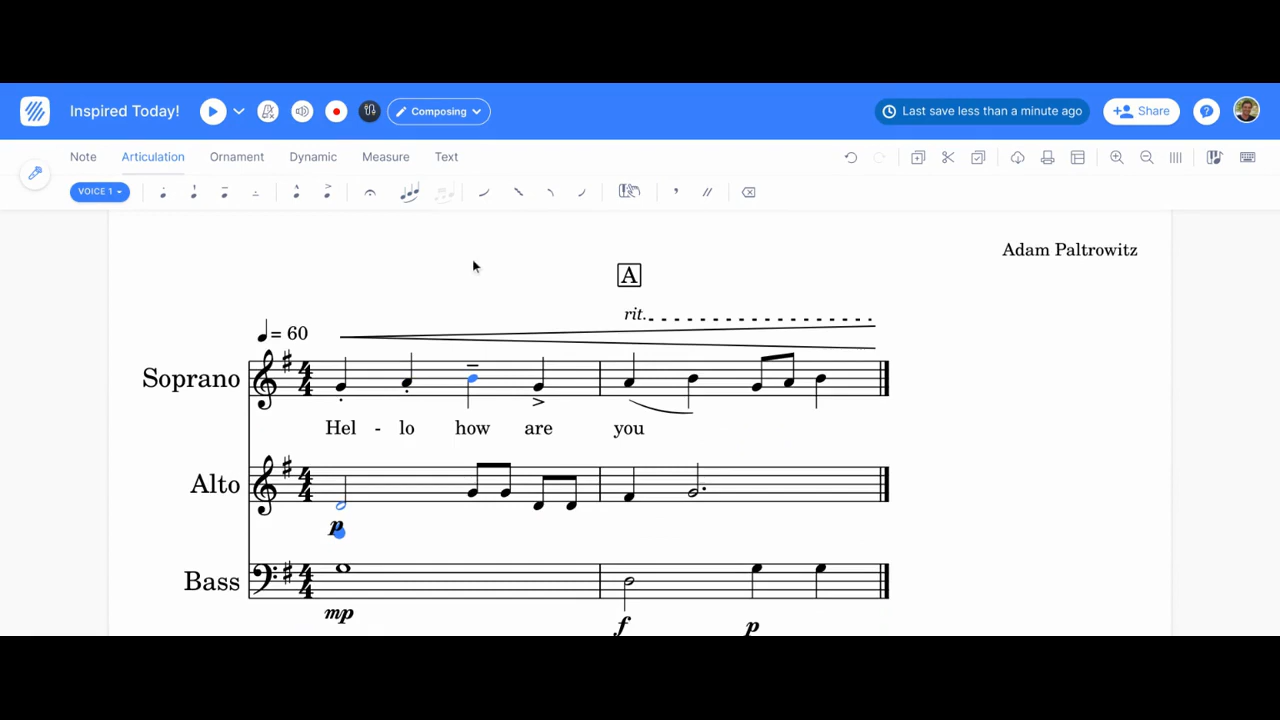 Inspired Today!
Composing
Last save less than a minute ago
Share
Note Articulation Ornament Dynamic Measure Text
VOICE 1
Adam Paltrowitz
A
rit.
= 60
Soprano
Hel - lo how are you
Alto
p
Bass
mp f p